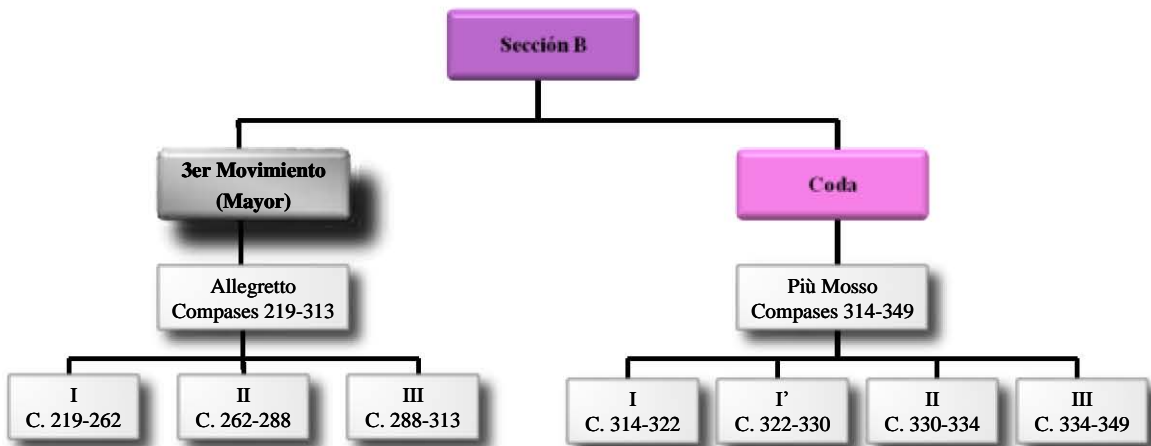 Sección B
3er Movimiento
(Mayor)
Coda
Allegretto
Compases 219-313
Più Mosso
Compases 314-349
I
C. 219-262
II
C. 262-288
III
C. 288-313
I
C. 314-322
I’
C. 322-330
II
C. 330-334
III
C. 334-349